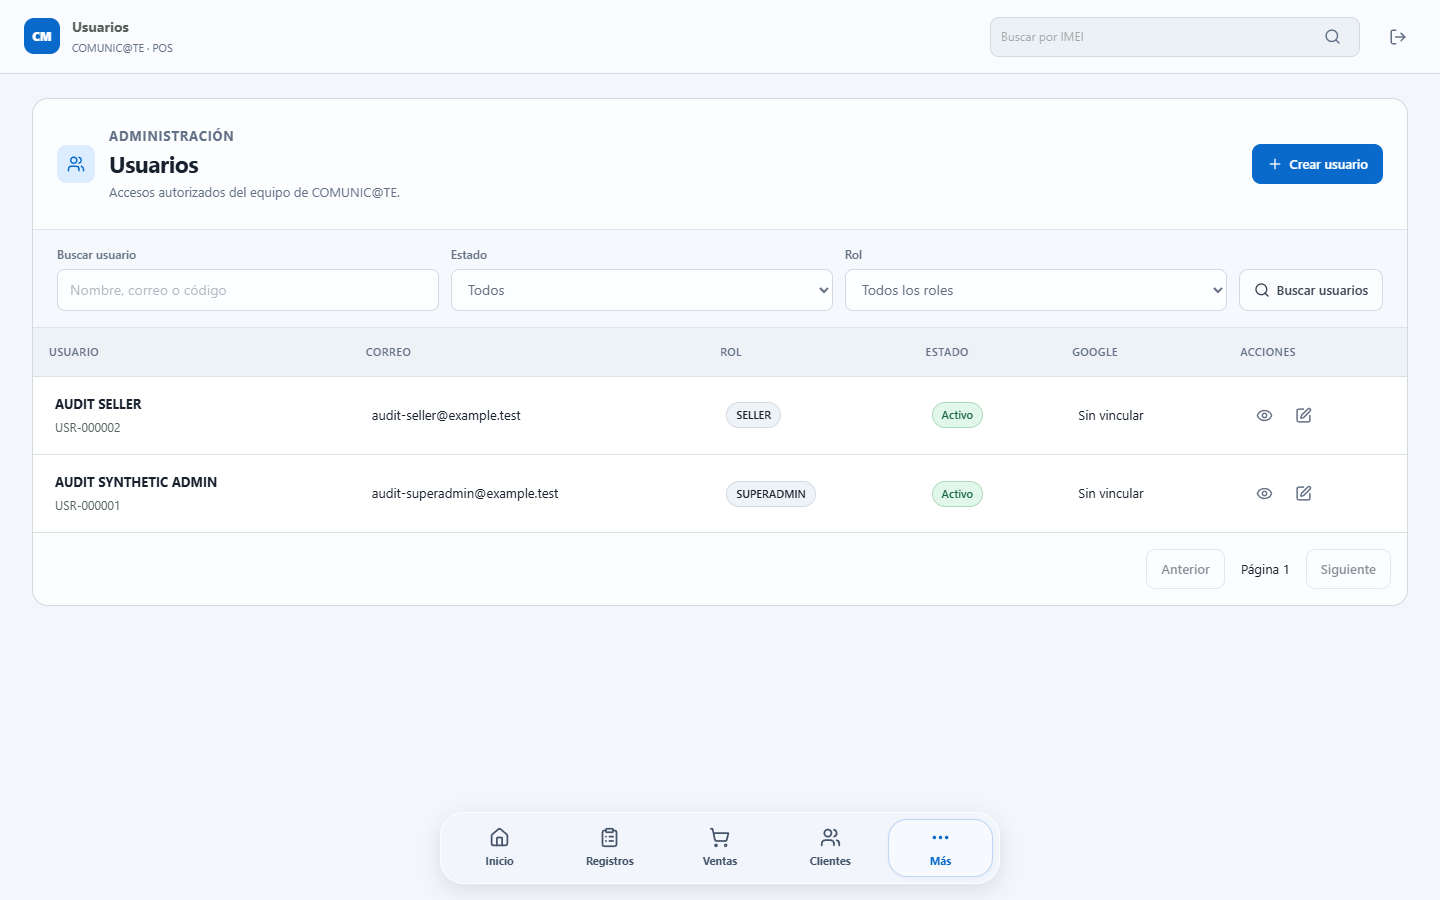 CM
Usuarios
COMUNIC@TE · POS
Buscar por IMEI
ADMINISTRACIÓN
Usuarios
Accesos autorizados del equipo de COMUNIC@TE.
Crear usuario
Buscar usuario
Estado
Rol
Nombre, correo o código
Todos
Todos los roles
Buscar usuarios
USUARIO CORREO ROL ESTADO GOOGLE ACCIONES
AUDIT SELLER
USR-000002
audit-seller@example.test
SELLER
Activo
Sin vincular
AUDIT SYNTHETIC ADMIN
USR-000001
audit-superadmin@example.test
SUPERADMIN
Activo
Sin vincular
Anterior
Página 1
Siguiente
Inicio
Registros
Ventas
Clientes
Más